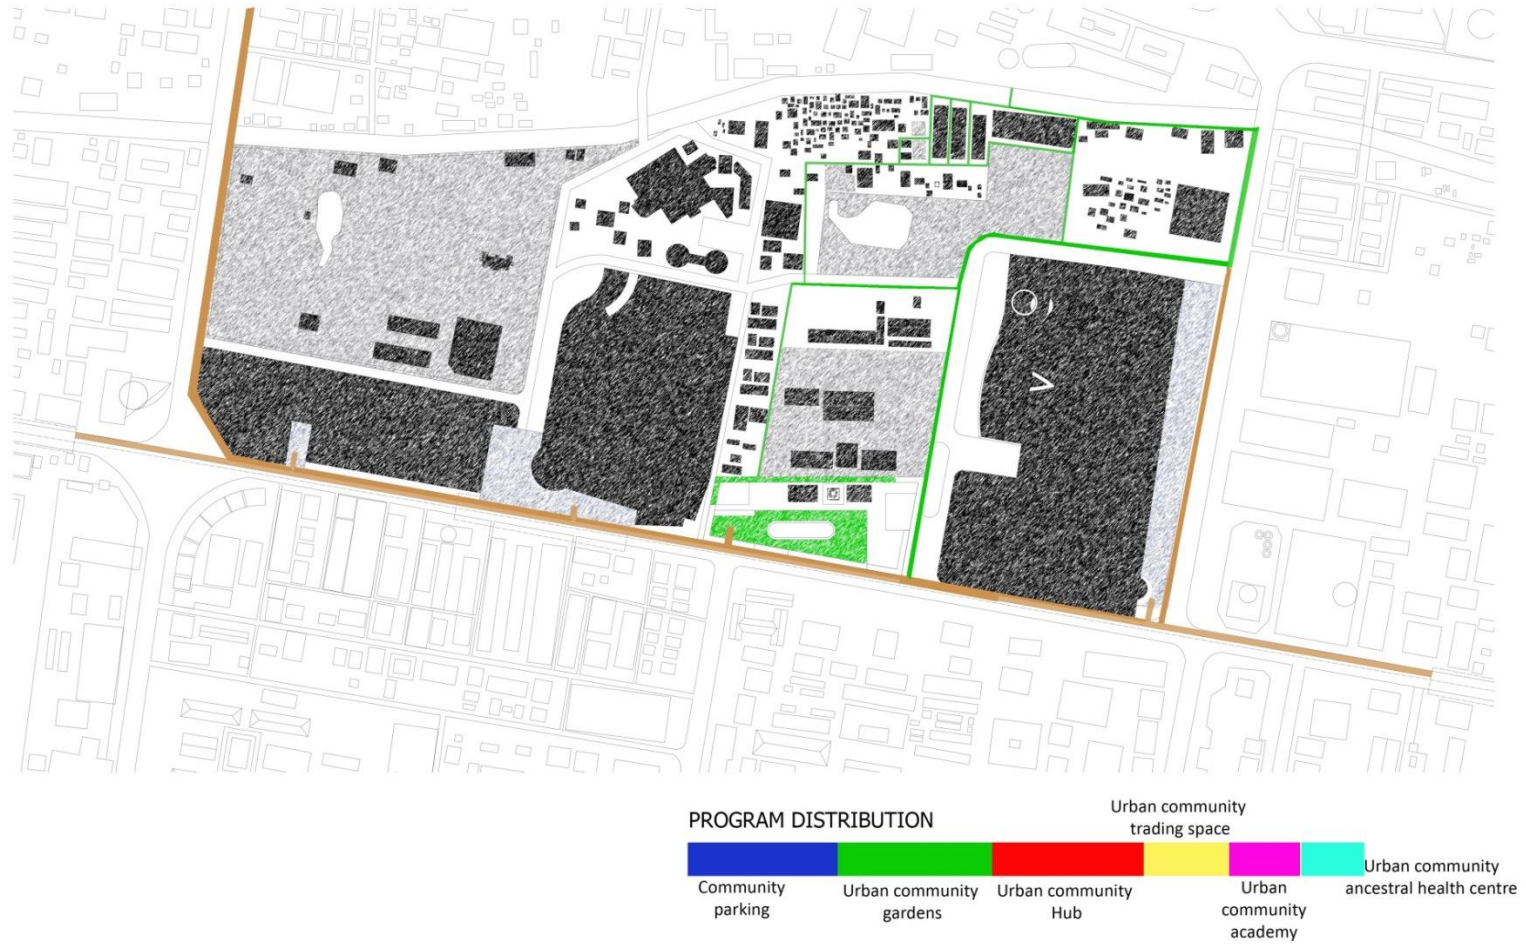 PROGRAM DISTRIBUTION
Urban community
trading space
Community
parking
Urban community
gardens
Urban community
Hub
Urban
community
academy
Urban community
ancestral health centre